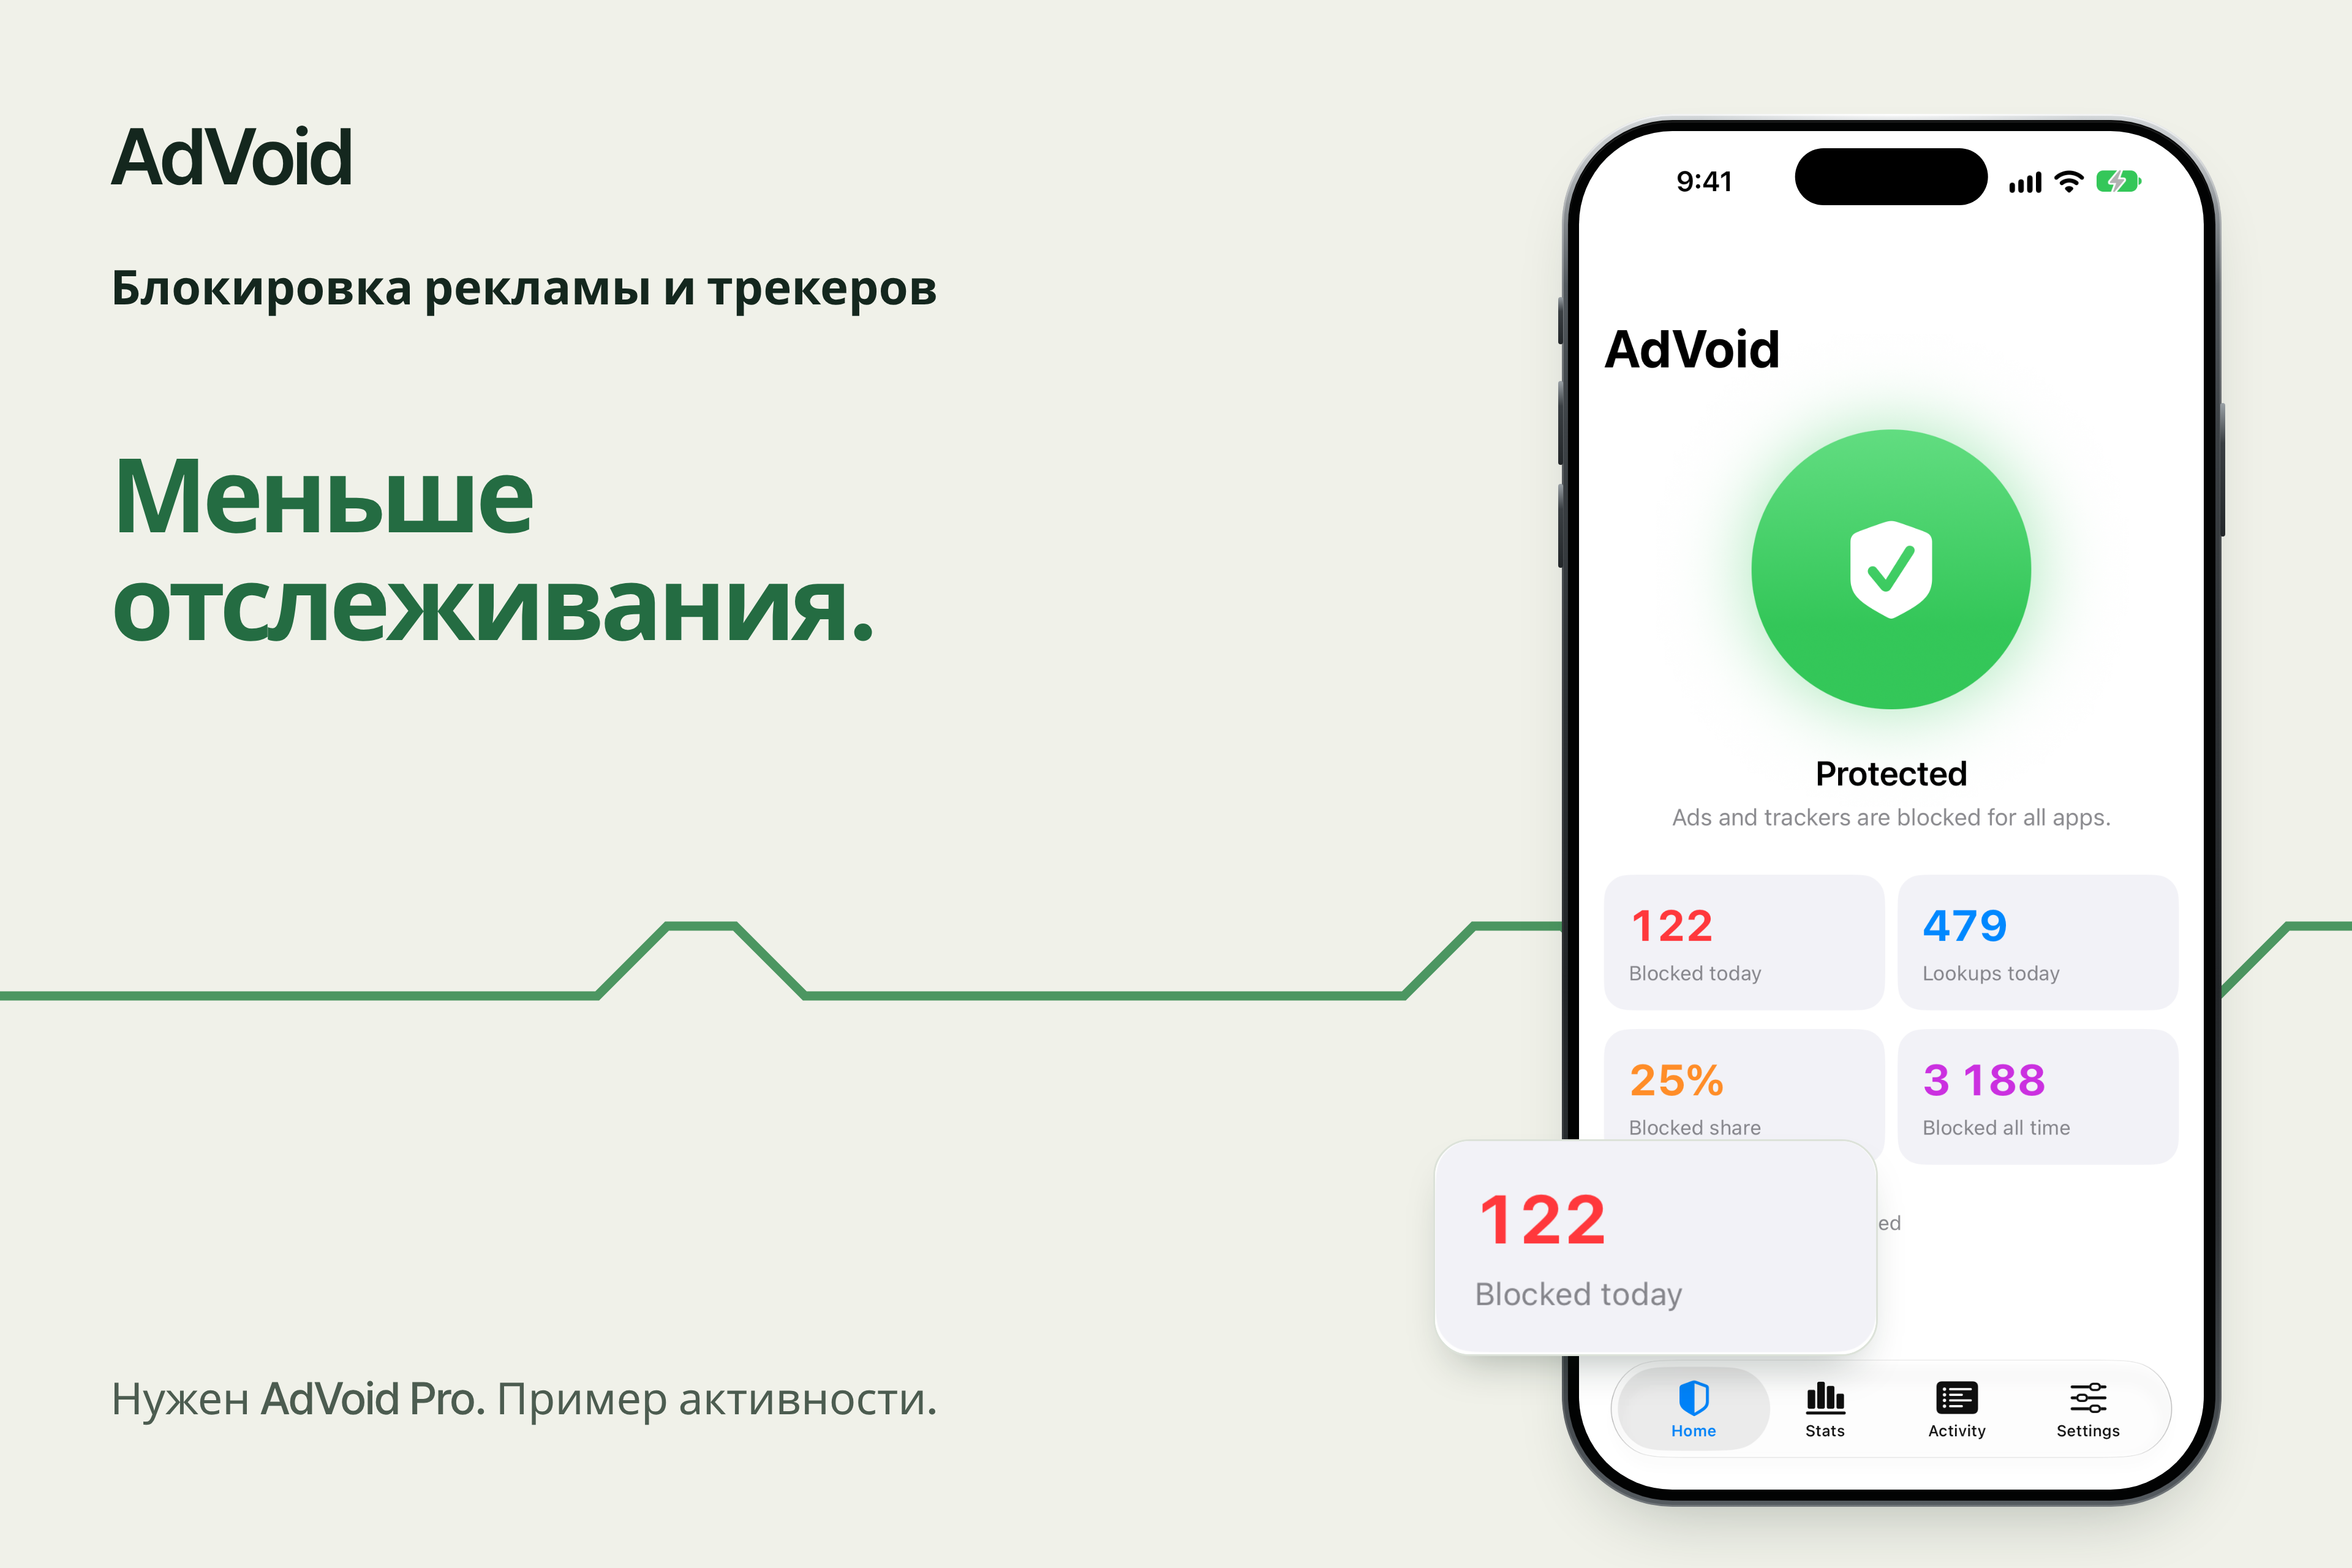 AdVoid
Блокировка рекламы и трекеров
Меньше
отслеживания.
Нужен AdVoid Pro. Пример активности.
9:41
AdVoid
Protected
Ads and trackers are blocked for all apps.
122
Blocked today
479
Lookups today
25%
Blocked share
3 188
Blocked all time
122
Blocked today
Home
Stats
Activity
Settings